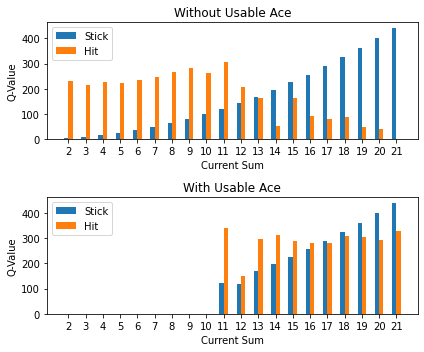 Without Usable Ace
Stick
Hit
Q-Value
400
300
200
100
0
2 3 4 5 6 7 8 9 10 11 12 13 14 15 16 17 18 19 20 21
Current Sum
With Usable Ace
Stick
Hit
Q-Value
400
300
200
100
0
2 3 4 5 6 7 8 9 10 11 12 13 14 15 16 17 18 19 20 21
Current Sum